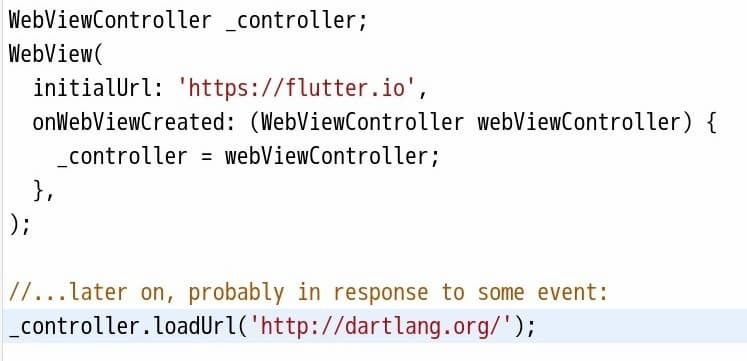 WebViewController _controller;
WebView(
  initialUrl: 'https://flutter.io',
  onWebViewCreated: (WebViewController webViewController) {
    _controller = webViewController;
  },
);

//...later on, probably in response to some event:
_controller.loadUrl('http://dartlang.org/');